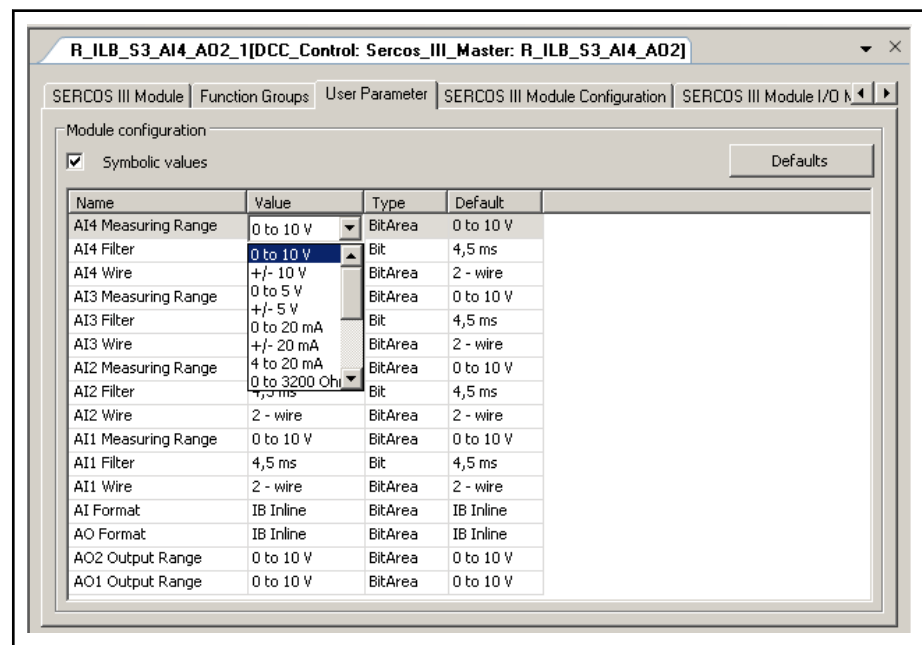 R_ILB_S3_AI4_AO2_1[DCC_Control: Sercos_III_Master: R_ILB_S3_AI4_AO2]
SERCOS III Module Function Groups User Parameter SERCOS III Module Configuration SERCOS III Module I/O
Module configuration
Symbolic values Defaults
Name Value Type Default
AI4 Measuring Range 0 to 10 V BitArea 0 to 10 V
AI4 Filter 0 to 10 V Bit 4,5 ms
AI4 Wire +/- 10 V BitArea 2 - wire
AI3 Measuring Range 0 to 5 V BitArea 0 to 10 V
+/- 5 V
AI3 Filter 0 to 20 mA Bit 4,5 ms
AI3 Wire +/- 20 mA BitArea 2 - wire
AI2 Measuring Range 4 to 20 mA BitArea 0 to 10 V
0 to 3200
AI2 Filter 4,5 ms Bit 4,5 ms
AI2 Wire 2 - wire BitArea 2 - wire
AI1 Measuring Range 0 to 10 V BitArea 0 to 10 V
AI1 Filter 4,5 ms Bit 4,5 ms
AI1 Wire 2 - wire BitArea 2 - wire
AI Format IB Inline BitArea IB Inline
AO Format IB Inline BitArea IB Inline
AO2 Output Range 0 to 10 V BitArea 0 to 10 V
AO1 Output Range 0 to 10 V BitArea 0 to 10 V